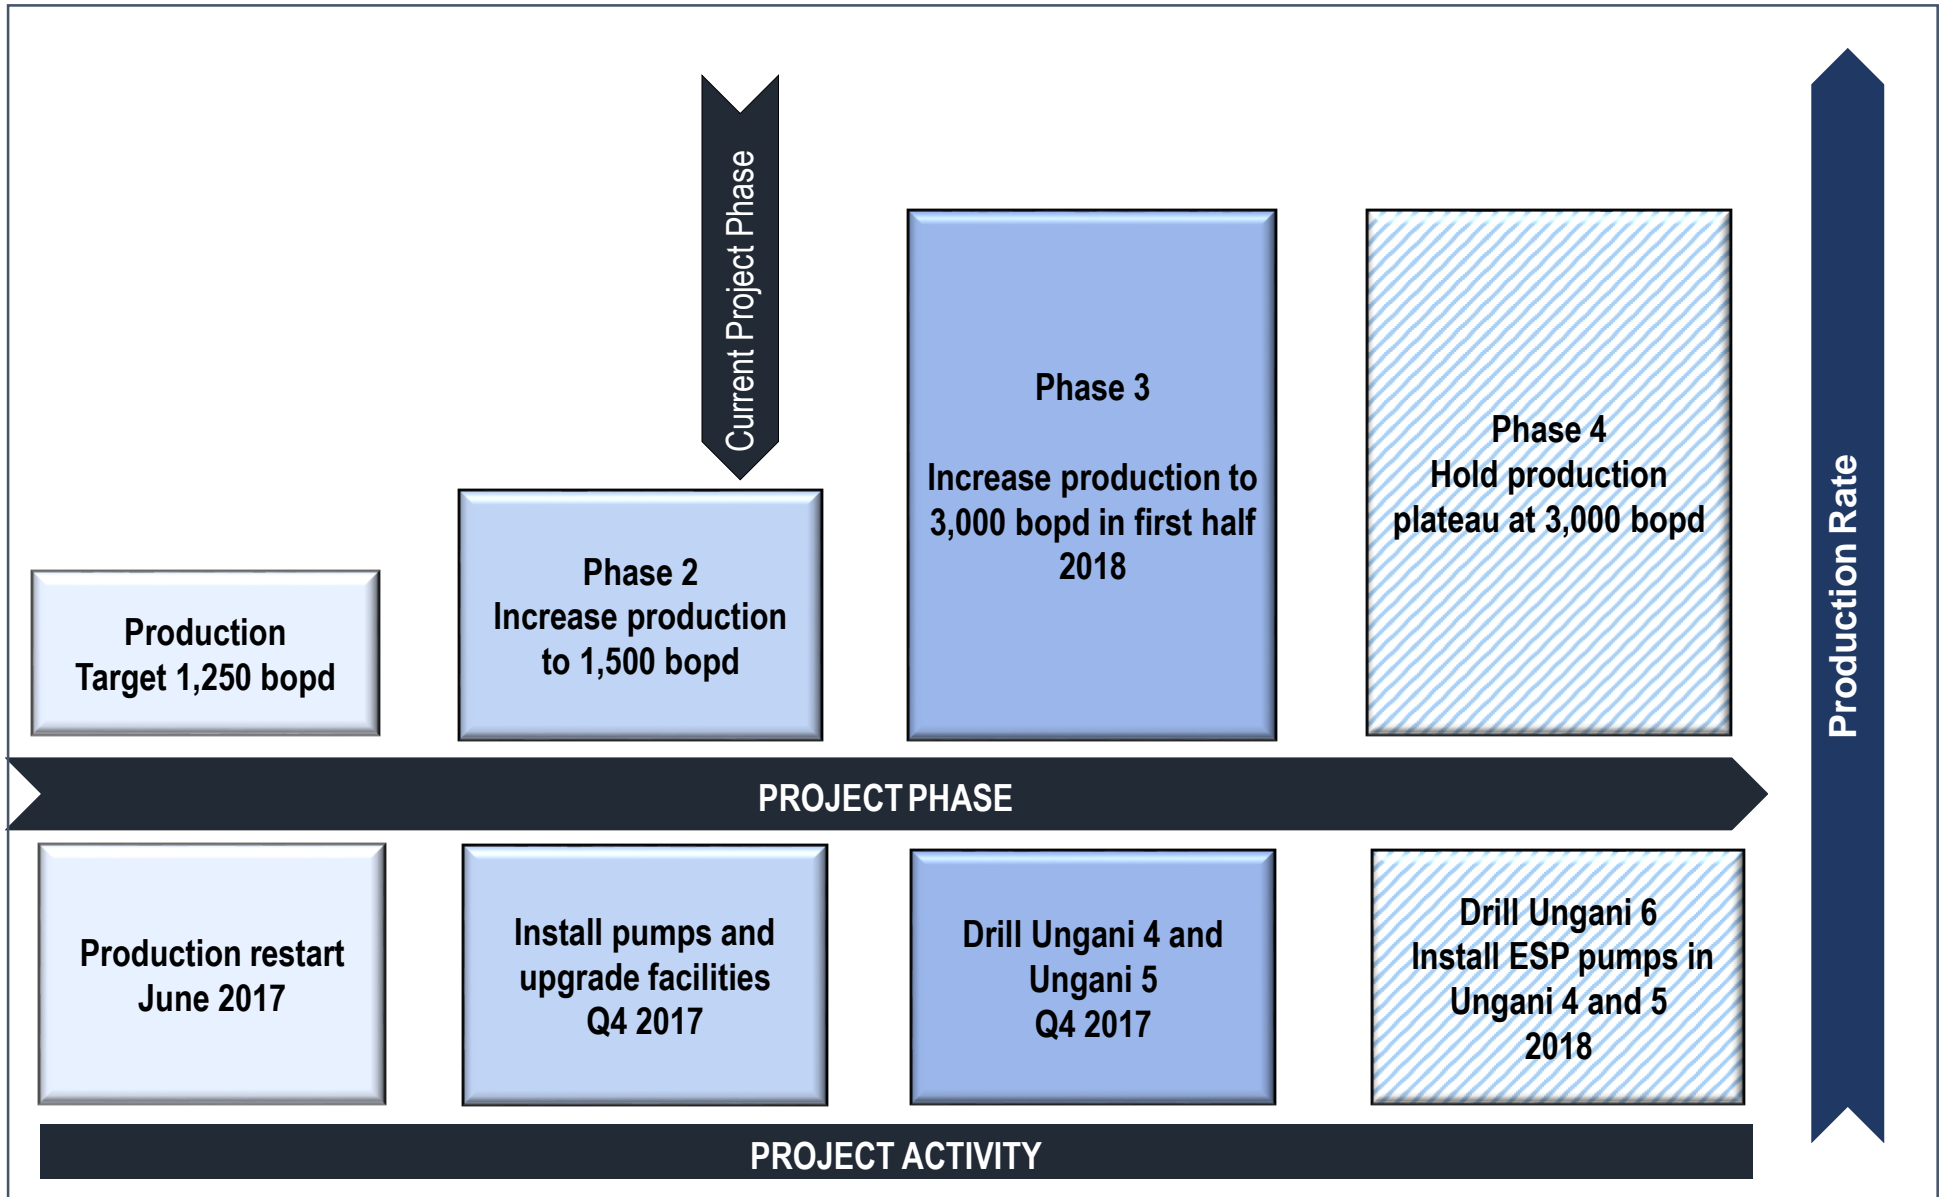 Current Project Phase
Production
Target 1,250 bopd
Phase 2
Increase production
to 1,500 bopd
Phase 3
Increase production to
3,000 bopd in first half
2018
Phase 4
Hold production
plateau at 3,000 bopd
Production Rate
PROJECT PHASE
Production restart
June 2017
Install pumps and
upgrade facilities
Q4 2017
Drill Ungani 4 and
Ungani 5
Q4 2017
Drill Ungani 6
Install ESP pumps in
Ungani 4 and 5
2018
PROJECT ACTIVITY